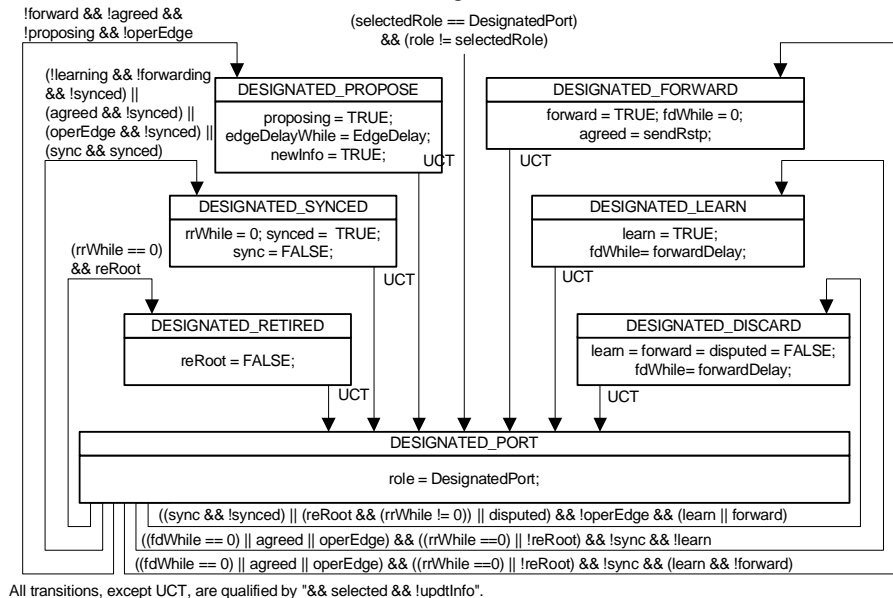 !forward && !agreed &&
!proposing && !operEdge
(selectedRole == DesignatedPort)
&& (role != selectedRole)
(!learning && !forwarding
&& !synced) ||
(agreed && !synced) ||
(operEdge && !synced) ||
(sync && synced)
DESIGNATED_PROPOSE
proposing = TRUE;
edgeDelayWhile = EdgeDelay;
newInfo = TRUE;
UCT
DESIGNATED_FORWARD
forward = TRUE; fdWhile = 0;
agreed = sendRstp;
UCT
DESIGNATED_SYNCED
rrWhile = 0; synced = TRUE;
sync = FALSE;
UCT
DESIGNATED_LEARN
learn = TRUE;
fdWhile= forwardDelay;
UCT
(rrWhile == 0)
&& reRoot
DESIGNATED_RETIRED
reRoot = FALSE;
UCT
DESIGNATED_DISCARD
learn = forward = disputed = FALSE;
fdWhile= forwardDelay;
UCT
DESIGNATED_PORT
role = DesignatedPort;
((sync && !synced) || (reRoot && (rrWhile != 0)) || disputed) && !operEdge && (learn || forward)
((fdWhile == 0) || agreed || operEdge) && ((rrWhile ==0) || !reRoot) && !sync && !learn
((fdWhile == 0) || agreed || operEdge) && ((rrWhile ==0) || !reRoot) && !sync && (learn && !forward)
All transitions, except UCT, are qualified by "&& selected && !updtInfo".